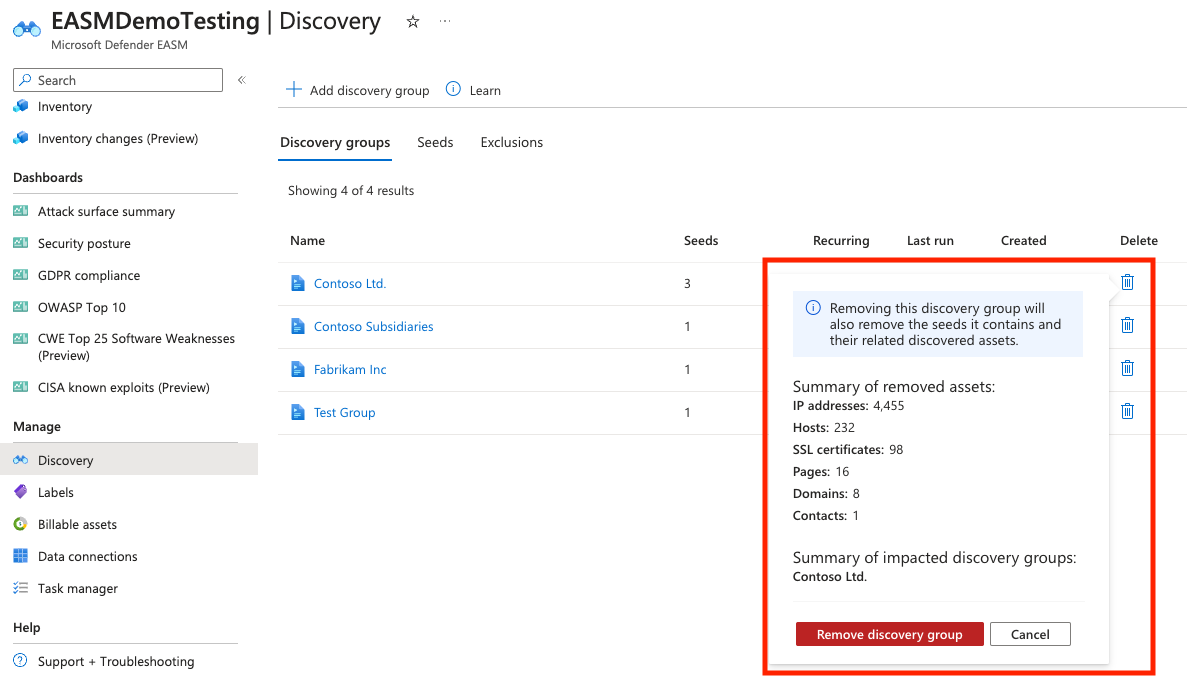 EASMDemoTesting | Discovery
Microsoft Defender EASM
Search
Inventory
Inventory changes (Preview)
Dashboards
Attack surface summary
Security posture
GDPR compliance
OWASP Top 10
CWE Top 25 Software Weaknesses
(Preview)
CISA known exploits (Preview)
Manage
Discovery
Labels
Billable assets
Data connections
Task manager
Help
Support + Troubleshooting
Add discovery group
Learn
Discovery groups
Seeds
Exclusions
Showing 4 of 4 results
Name Seeds Recurring Last run Created Delete
Contoso Ltd. 3
Contoso Subsidiaries 1
Fabrikam Inc 1
Test Group 1
Removing this discovery group will
also remove the seeds it contains and
their related discovered assets.
Summary of removed assets:
IP addresses: 4,455
Hosts: 232
SSL certificates: 98
Pages: 16
Domains: 8
Contacts: 1
Summary of impacted discovery groups:
Contoso Ltd.
Remove discovery group
Cancel